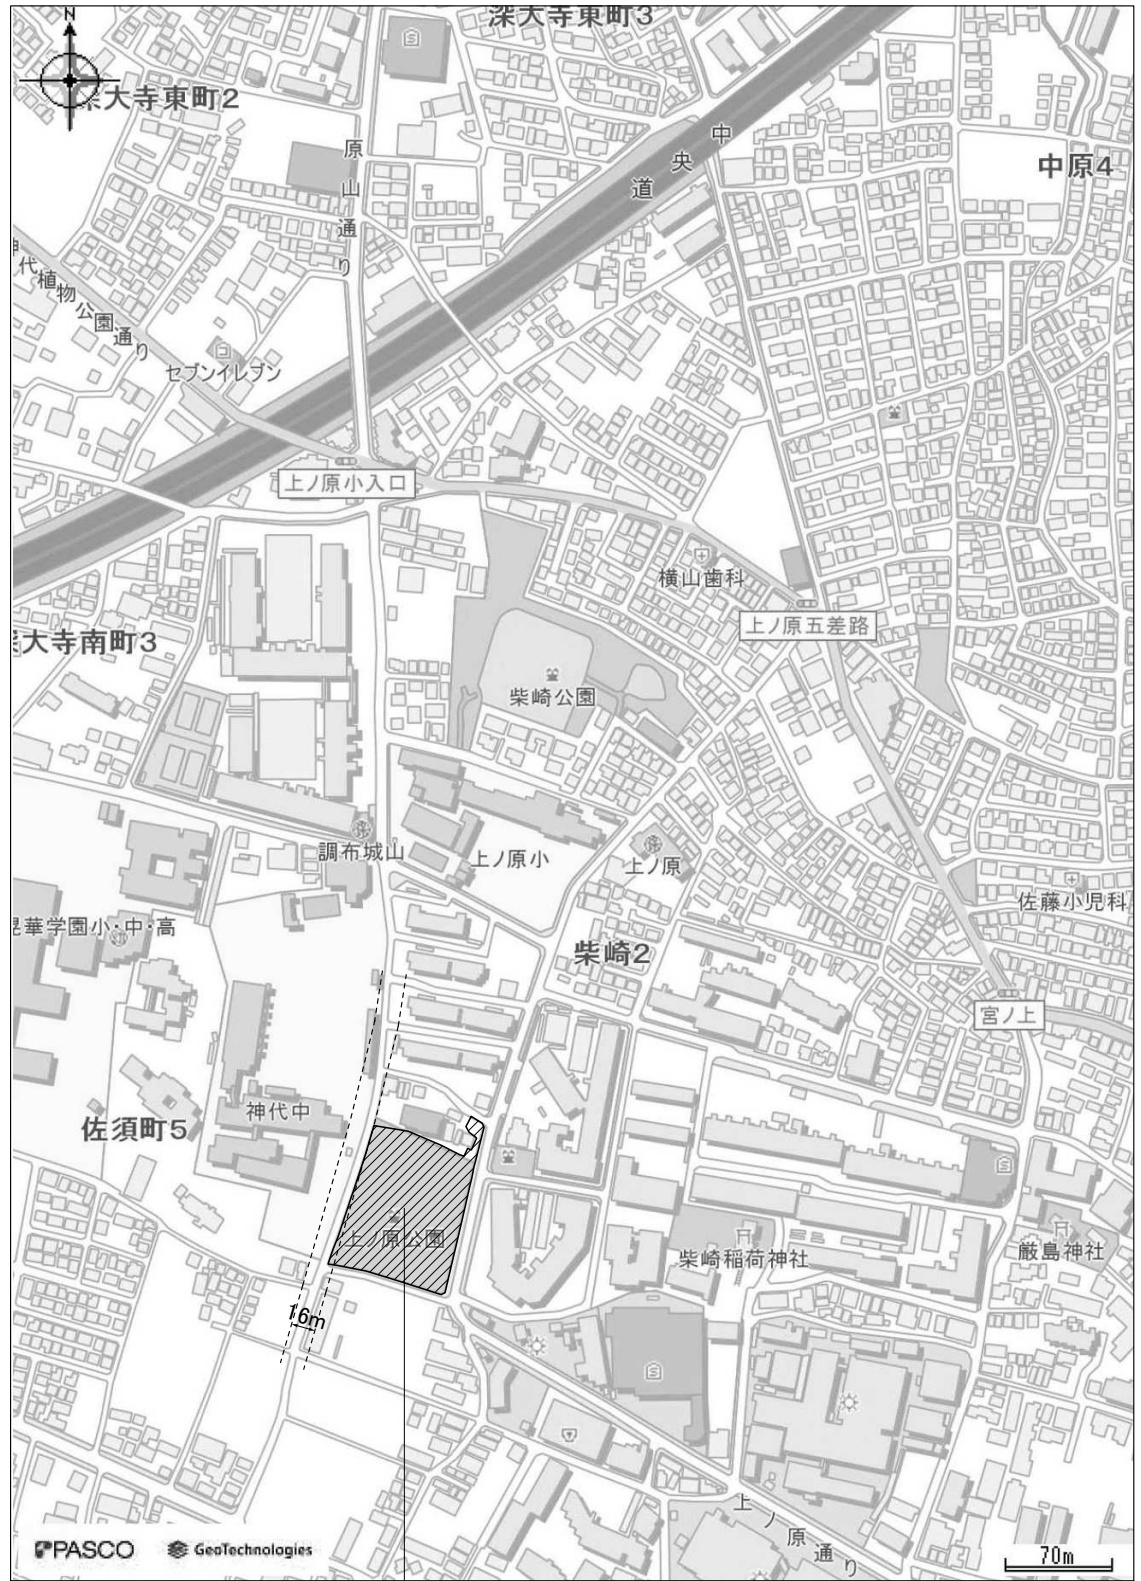 深大寺東町3
N
大寺東町2
原山通り
中央道
中原4
代植物公園通り
セブンイレブン
上ノ原小入口
横山歯科
上ノ原五差路
大寺南町3
柴崎公園
調布城山
上ノ原小
上ノ原
佐藤小児科
晃華学園小・中・高
柴崎2
宮ノ上
神代中
佐須町5
上ノ原公園
柴崎稲荷神社
厳島神社
16m
上ノ原通り
PASCO
GeoTechnologies
70m